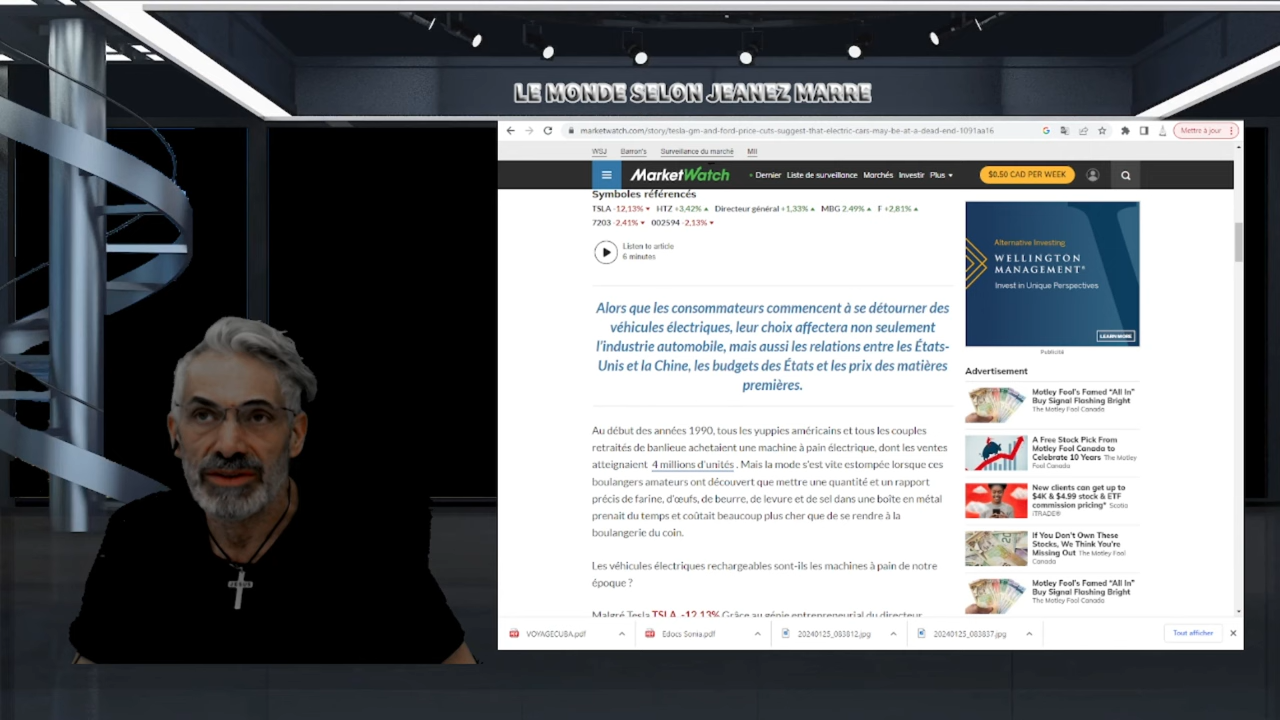 LE MONDE SELON JEANEZ MARRE
marketwatch.com/story/tesla-gm-and-ford-price-cuts-suggest-that-electric-cars-may-be-at-a-dead-end-1091aa16
Mettre à jour
WSJ Barron's Surveillance du marché MII
MarketWatch Dernier Liste de surveillance Marchés Investir Plus $0.50 CAD PER WEEK
Symboles référencés
TSLA -12,13% HTZ +3,42% Directeur général +1,33% MBG 2.49% F +2,81%
7203 -2,41% 002594 -2,13%
Listen to article
6 minutes
Alors que les consommateurs commencent à se détourner des
véhicules électriques, leur choix affectera non seulement
l'industrie automobile, mais aussi les relations entre les États-
Unis et la Chine, les budgets des États et les prix des matières
premières.
Au début des années 1990, tous les yuppies américains et tous les couples
retraités de banlieue achetaient une machine à pain électrique, dont les ventes
atteignaient 4 millions d'unités . Mais la mode s'est vite estompée lorsque ces
boulangers amateurs ont découvert que mettre une quantité et un rapport
précis de farine, d'œufs, de beurre, de levure et de sel dans une boîte en métal
prenait du temps et coûtait beaucoup plus cher que de se rendre à la
boulangerie du coin.
Les véhicules électriques rechargeables sont-ils les machines à pain de notre
époque ?
Malgré Tesla TSLA -12,13% Grâce au génie entrepreneurial du directeur
Alternative Investing
WELLINGTON
MANAGEMENT®
Invest in Unique Perspectives
LEARN MORE
Publicité
Advertisement
Motley Fool's Famed "All In"
Buy Signal Flashing Bright
The Motley Fool Canada
A Free Stock Pick From
Motley Fool Canada to
Celebrate 10 Years The Motley
Fool Canada
New clients can get up to
$4K & $4.99 stock & ETF
commission pricing* Scotia
iTRADE®
If You Don't Own These
Stocks, We Think You're
Missing Out The Motley Fool
Canada
Motley Fool's Famed "All In"
Buy Signal Flashing Bright
The Motley Fool Canada
VOYAGECUBA.pdf Edocs Sonia.pdf 20240125_083812.jpg 20240125_083837.jpg Tout afficher
JESUS